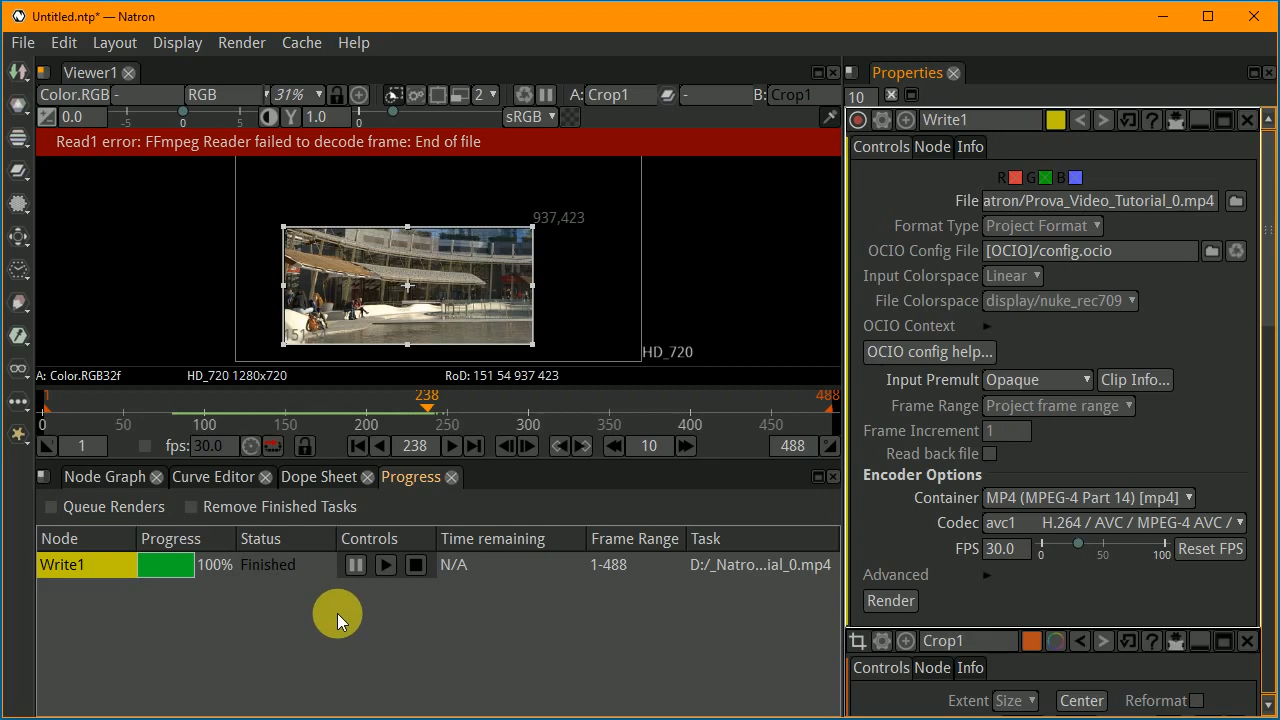 Untitled.ntp* — Natron
File Edit Layout Display Render Cache Help
Viewer1
Properties
Color.RGB - RGB 31% 2 A: Crop1 - B: Crop1
10
0.0 -5 0 5 Y 1.0 0 sRGB
Write1
Read1 error: FFmpeg Reader failed to decode frame: End of file
Controls Node Info
R G B
937,423
File atron/Prova_Video_Tutorial_0.mp4
Format Type Project Format
OCIO Config File [OCIO]/config.ocio
Input Colorspace Linear
File Colorspace display/nuke_rec709
OCIO Context
HD_720
OCIO config help...
A: Color.RGB32f HD_720 1280x720 RoD: 151 54 937 423
Input Premult Opaque Clip Info...
1 238 488
Frame Range Project frame range
0 50 100 150 200 250 300 350 400 450
Frame Increment 1
1 fps: 30.0 238 10 488
Read back file
Node Graph Curve Editor Dope Sheet Progress
Encoder Options
Container MP4 (MPEG-4 Part 14) [mp4]
Queue Renders Remove Finished Tasks
Codec avc1 H.264 / AVC / MPEG-4 AVC /
Node Progress Status Controls Time remaining Frame Range Task
FPS 30.0 0 50 100 Reset FPS
Write1 100% Finished N/A 1-488 D:/_Natro...ial_0.mp4
Advanced
Render
Crop1
Controls Node Info
Extent Size Center Reformat